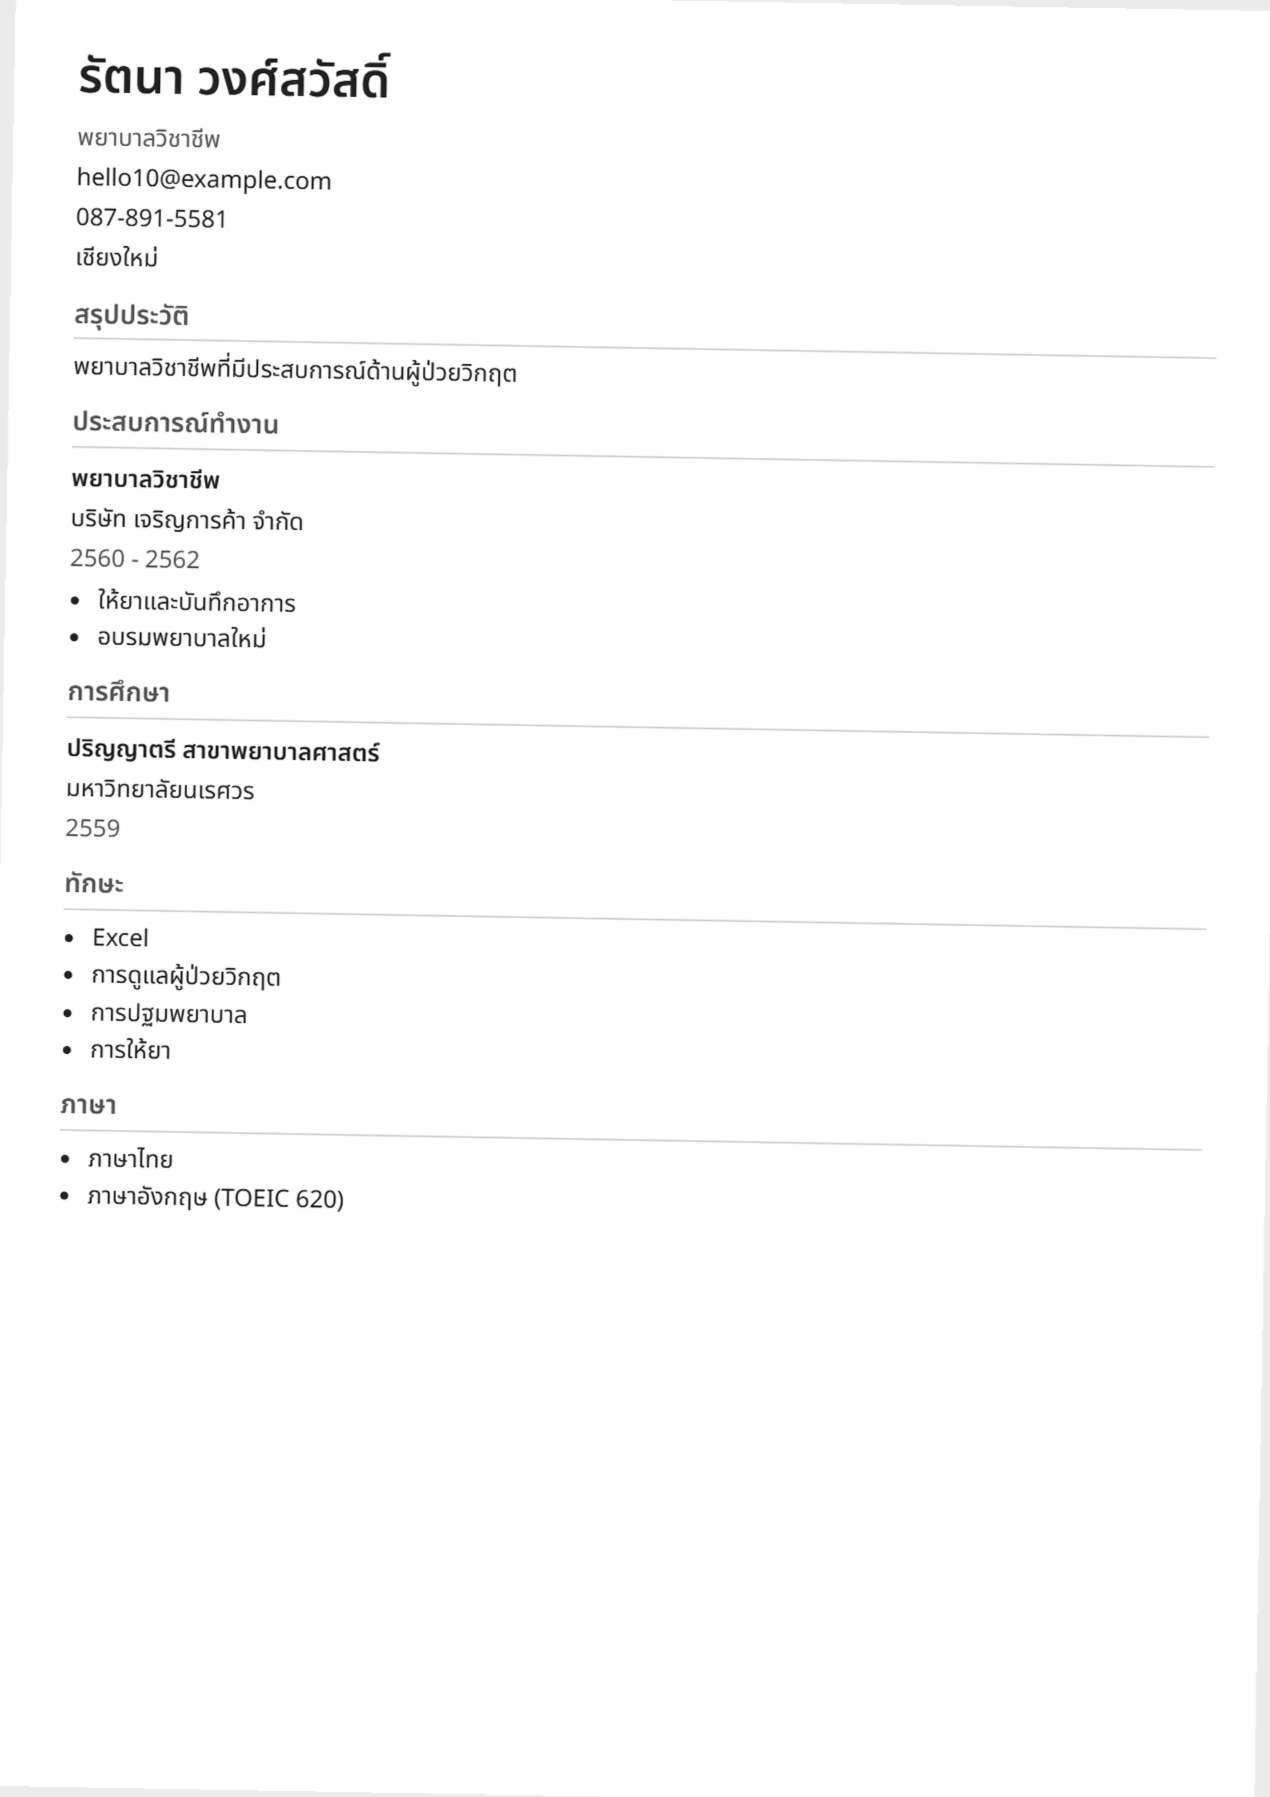 รัตนา วงศ์สวัสดิ์
พยาบาลวิชาชีพ
hello10@example.com
087-891-5581
เชียงใหม่
สรุปประวัติ
พยาบาลวิชาชีพที่มีประสบการณ์ด้านผู้ป่วยวิกฤต
ประสบการณ์ทำงาน
พยาบาลวิชาชีพ
บริษัท เจริญการค้า จำกัด
2560 - 2562
• ให้ยาและบันทึกอาการ
• อบรมพยาบาลใหม่
การศึกษา
ปริญญาตรี สาขาพยาบาลศาสตร์
มหาวิทยาลัยนเรศวร
2559
ทักษะ
• Excel
• การดูแลผู้ป่วยวิกฤต
• การปฐมพยาบาล
• การให้ยา
ภาษา
• ภาษาไทย
• ภาษาอังกฤษ (TOEIC 620)